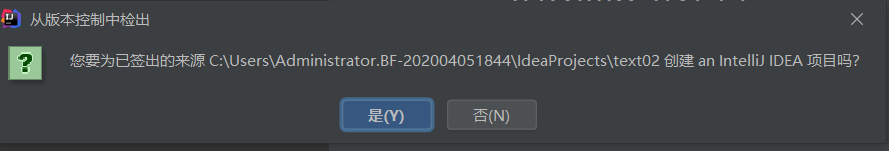 从版本控制中检出
您要为已签出的来源 C:\Users\Administrator.BF-202004051844\IdeaProjects\text02 创建 an IntelliJ IDEA 项目吗?
是(Y) 否(N)